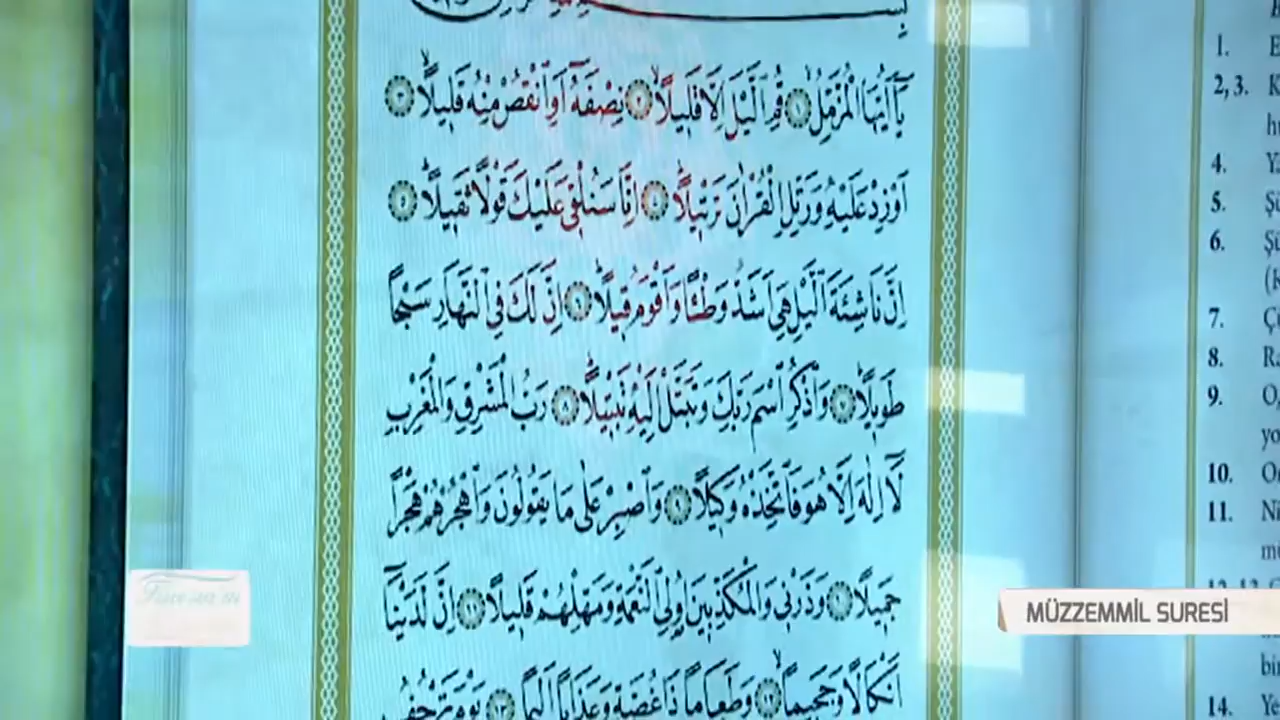 يَٓا اَيُّهَا الْمُزَّمِّلُۙ ﴿١﴾ قُمِ الَّيْلَ اِلَّا قَلٖيلاًۙ ﴿٢﴾ نِصْفَهُٓ اَوِ انْقُصْ مِنْهُ قَلٖيلاًۙ ﴿٣﴾
اَوْ زِدْ عَلَيْهِ وَرَتِّلِ الْقُرْاٰنَ تَرْتٖيلاًۜ ﴿٤﴾ اِنَّا سَنُلْقٖي عَلَيْكَ قَوْلاً ثَقٖيلاًۜ ﴿٥﴾
اِنَّ نَاشِئَةَ الَّيْلِ هِيَ اَشَدُّ وَطْـٔاً وَاَقْوَمُ قٖيلاًۜ ﴿٦﴾ اِنَّ لَكَ فِي النَّهَارِ سَبْحاً
طَوٖيلاًۜ ﴿٧﴾ وَاذْكُرِ اسْمَ رَبِّكَ وَتَبَتَّلْ اِلَيْهِ تَبْتٖيلاًۜ ﴿٨﴾ رَبُّ الْمَشْرِقِ وَالْمَغْرِبِ
لَٓا اِلٰهَ اِلَّا هُوَ فَاتَّخِذْهُ وَكٖيلاً ﴿٩﴾ وَاصْبِرْ عَلٰى مَا يَقُولُونَ وَاهْجُرْهُمْ هَجْراً
جَمٖيلاً ﴿١٠﴾ وَذَرْنٖي وَالْمُكَذِّبٖينَ اُو۬لِي النَّعْمَةِ وَمَهِّلْهُمْ قَلٖيلاً ﴿١١﴾ اِنَّ لَدَيْنَٓا
اَنْكَالاً وَجَحٖيماًۙ ﴿١٢﴾ وَطَعَاماً ذَا غُصَّةٍ وَعَذَاباً اَلٖيماً ﴿١٣﴾ يَوْمَ تَرْجُفُ
1.
2, 3.
4.
5.
6.
7.
8.
9.
10.
11.
14.
MÜZZEMMİL SURESİ